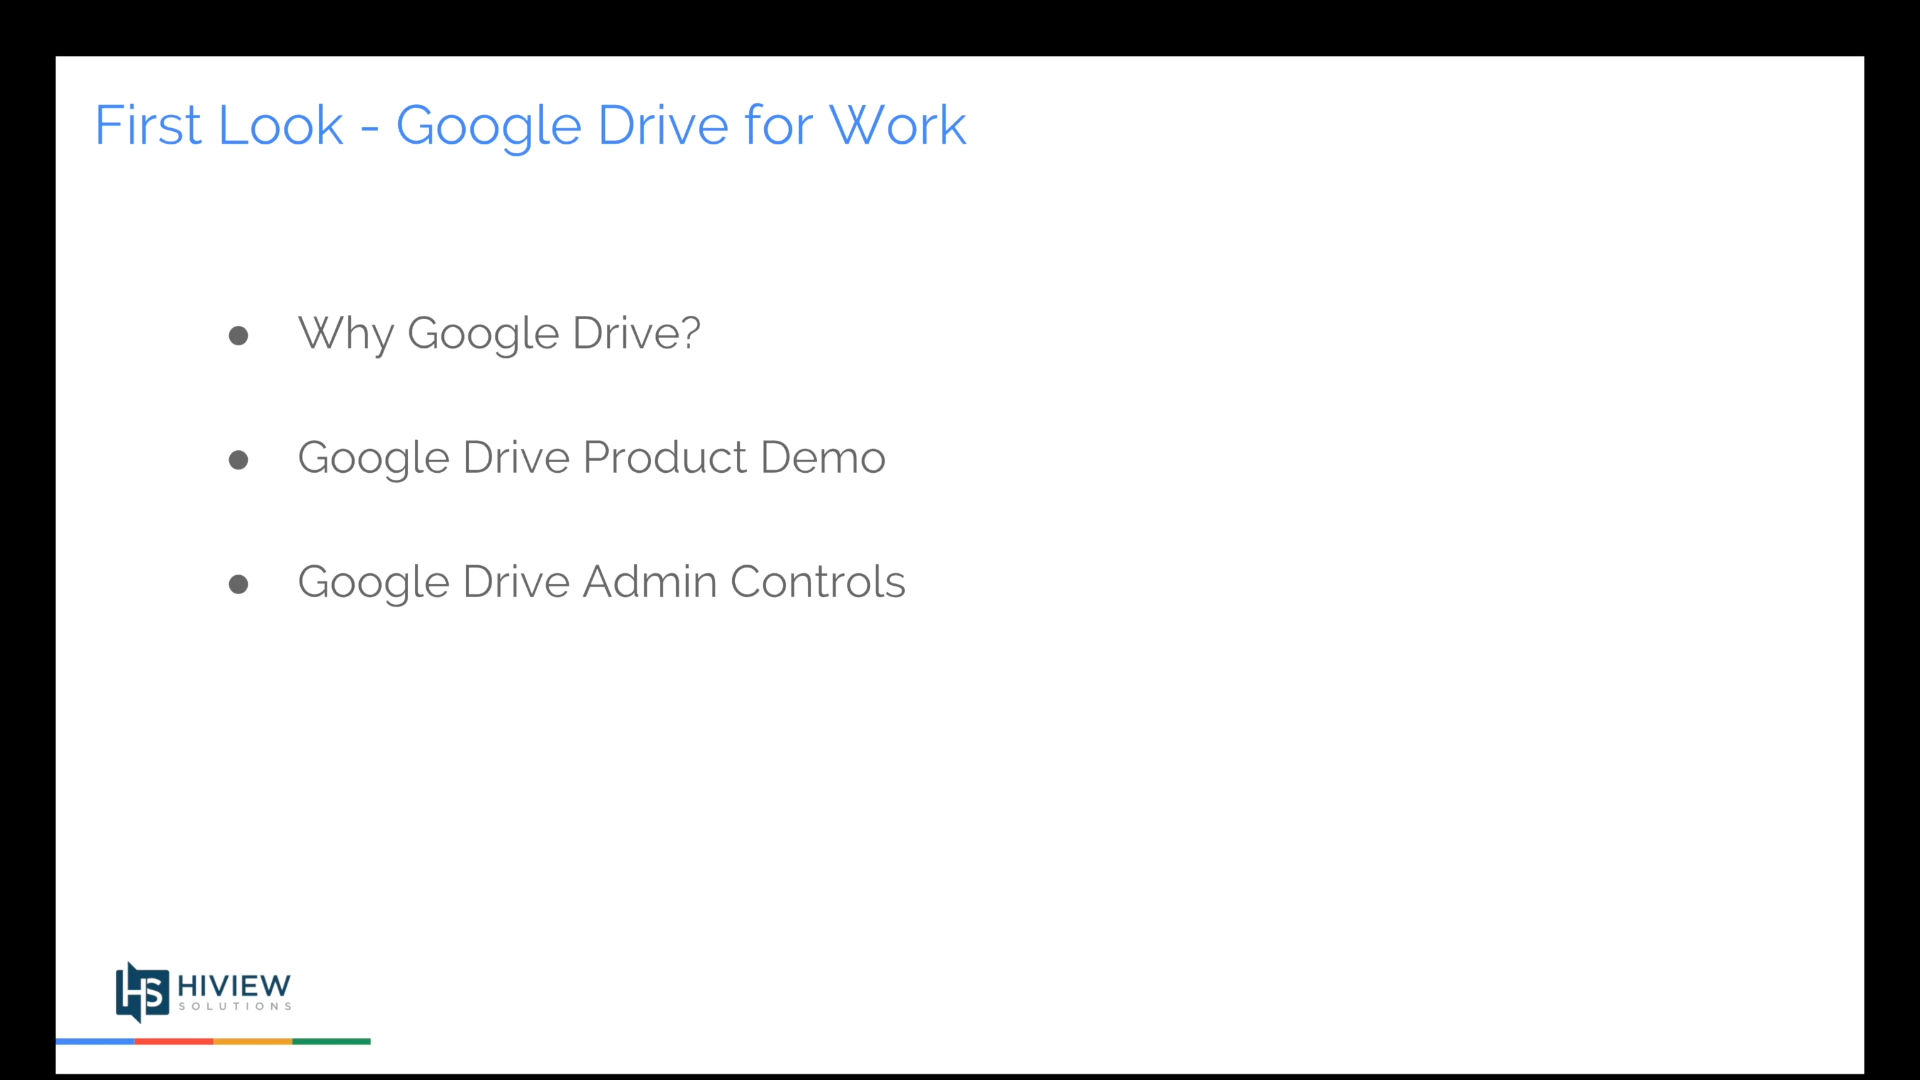 First Look - Google Drive for Work
● Why Google Drive?
● Google Drive Product Demo
● Google Drive Admin Controls
HS HIVIEW
SOLUTIONS